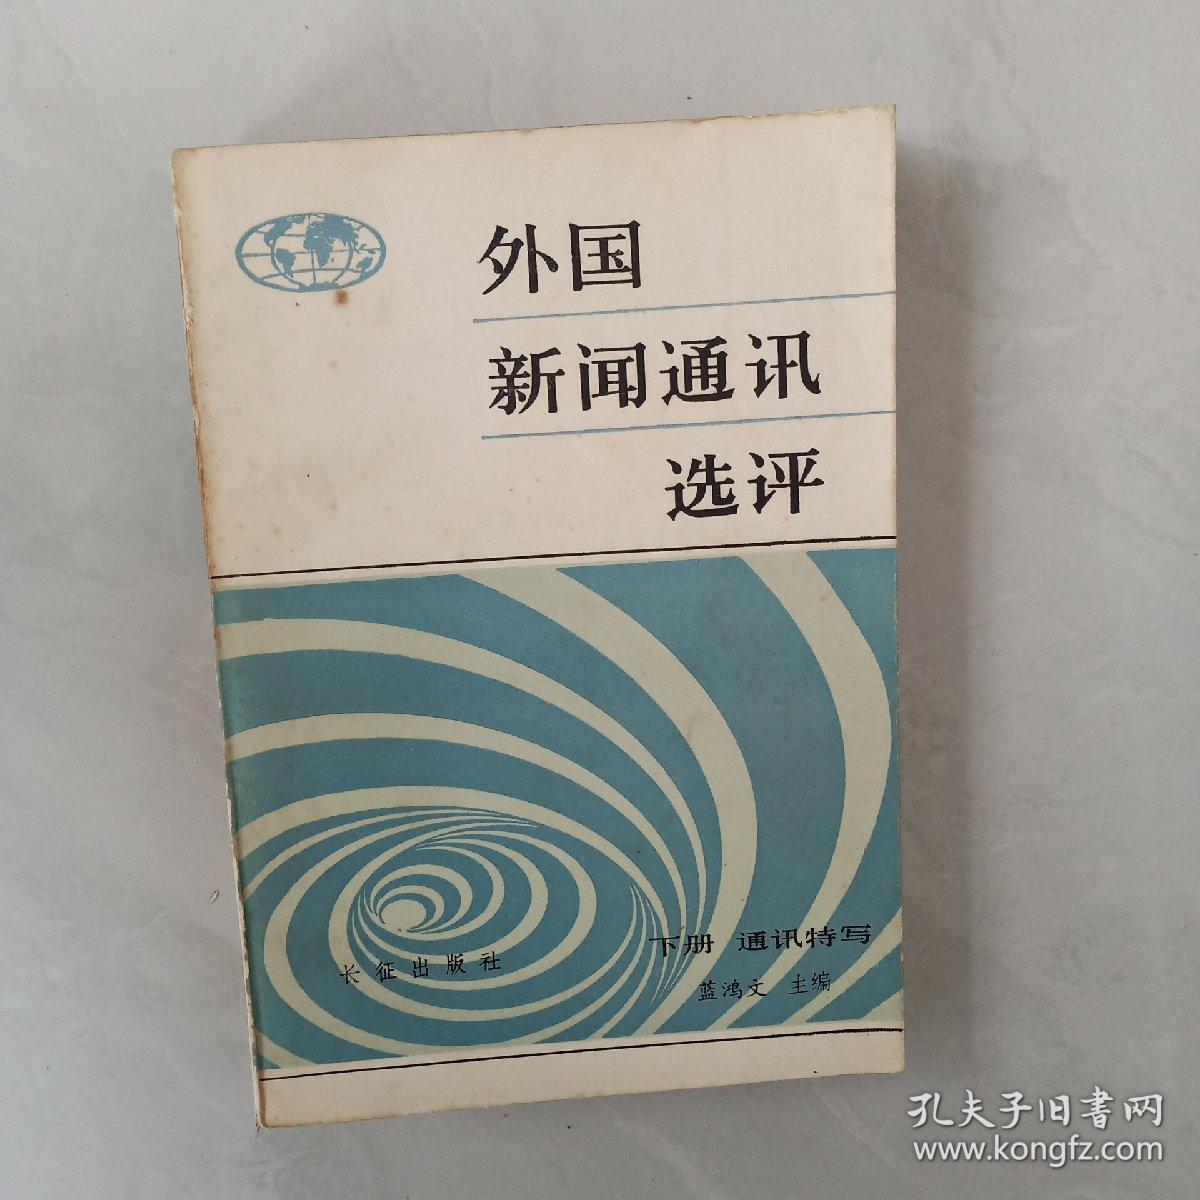 外国
新闻通讯
选评
下册 通讯特写
长征出版社
蓝鸿文 主编
孔夫子旧书网
www.kongfz.com